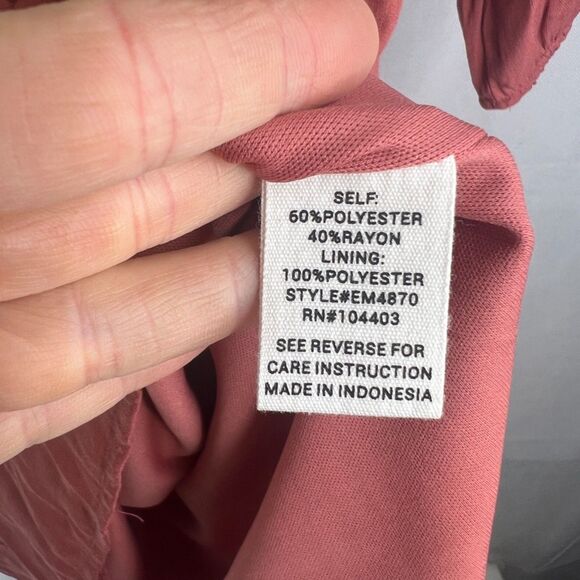 SELF:
60%POLYESTER
40%RAYON
LINING:
100%POLYESTER
STYLE#EM4870
RN#104403
SEE REVERSE FOR
CARE INSTRUCTION
MADE IN INDONESIA